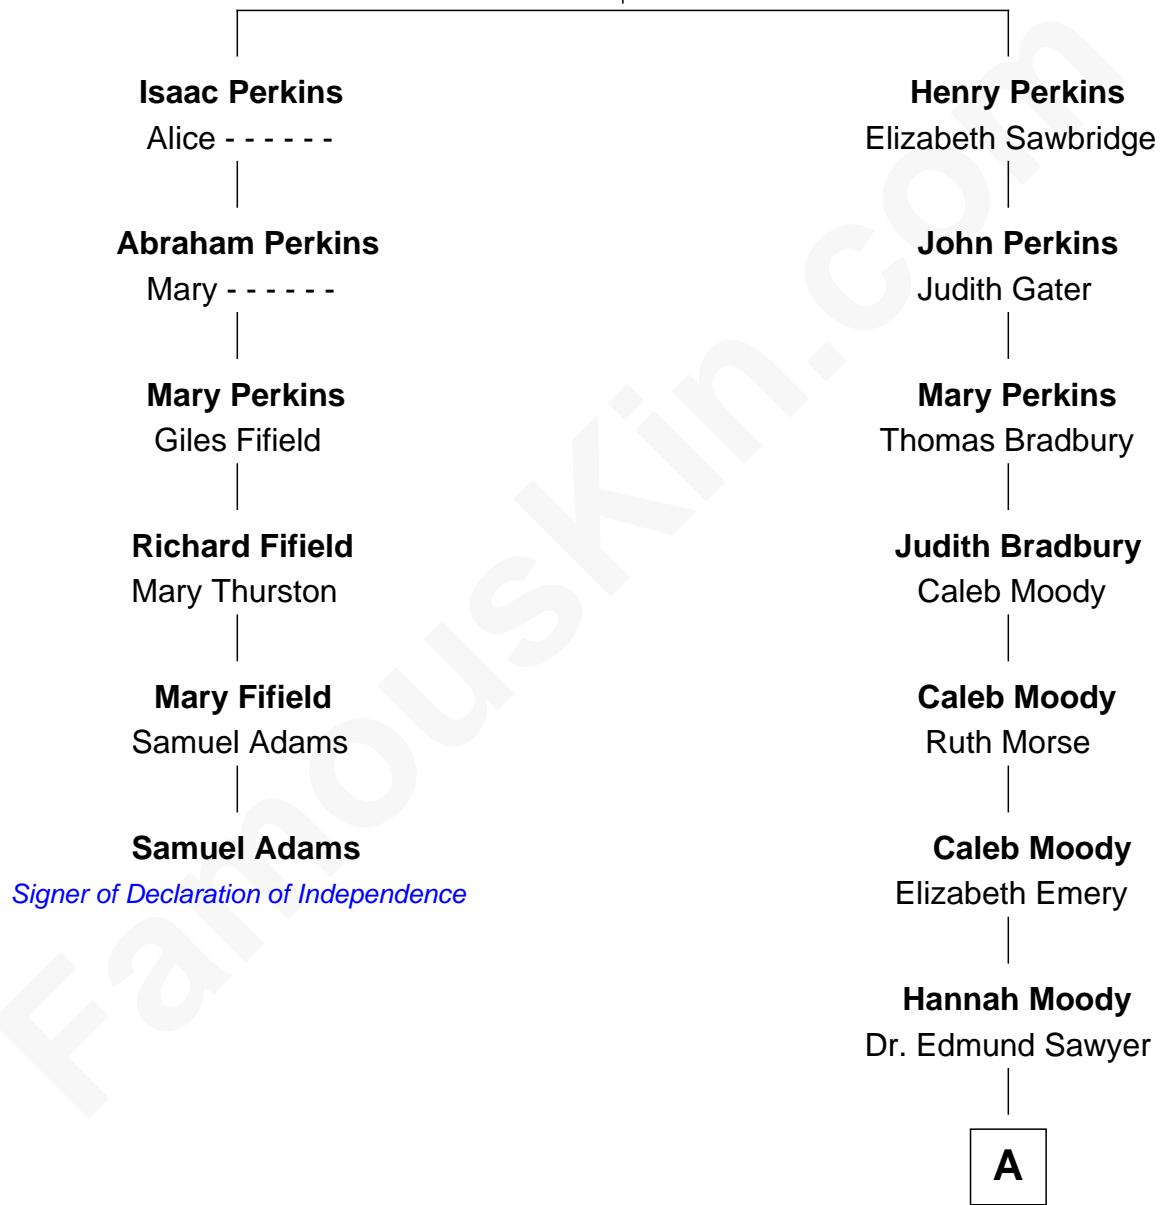 Isaac Perkins
Alice - - - - - -
Abraham Perkins
Mary - - - - - -
Mary Perkins
Giles Fifield
Richard Fifield
Mary Thurston
Mary Fifield
Samuel Adams
Samuel Adams
Signer of Declaration of Independence
Henry Perkins
Elizabeth Sawbridge
John Perkins
Judith Gater
Mary Perkins
Thomas Bradbury
Judith Bradbury
Caleb Moody
Caleb Moody
Ruth Morse
Caleb Moody
Elizabeth Emery
Hannah Moody
Dr. Edmund Sawyer
A
FamousKin.com